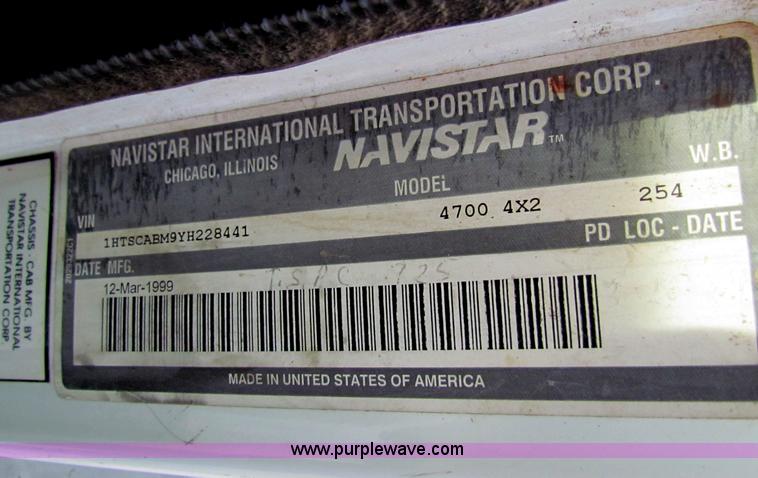 NAVISTAR INTERNATIONAL TRANSPORTATION CORP.
CHICAGO, ILLINOIS
NAVISTAR™
VIN
MODEL
W.B.
1HTSCABM9YH228441
4700 4X2
254
DATE MFG.
PD LOC - DATE
12-Mar-1999
MADE IN UNITED STATES OF AMERICA
CHASSIS - CAB MFG. BY
NAVISTAR INTERNATIONAL
TRANSPORTATION CORP.
www.purplewave.com